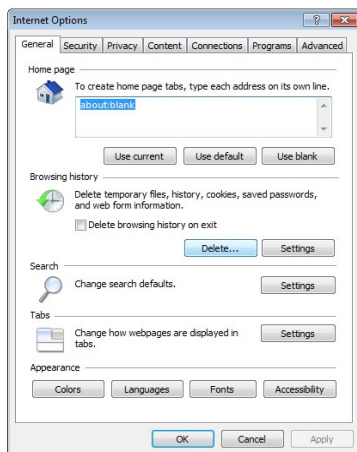 Internet Options
General Security Privacy Content Connections Programs Advanced
Home page
To create home page tabs, type each address on its own line.
about:blank
Use current Use default Use blank
Browsing history
Delete temporary files, history, cookies, saved passwords,
and web form information.
Delete browsing history on exit
Delete... Settings
Search
Change search defaults. Settings
Tabs
Change how webpages are displayed in Settings
tabs.
Appearance
Colors Languages Fonts Accessibility
OK Cancel Apply